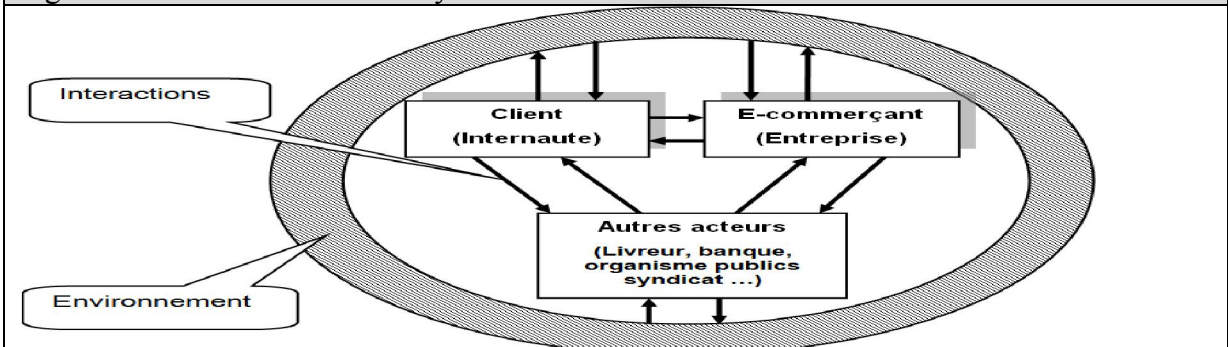 Interactions
Client
(Internaute)
E-commerçant
(Entreprise)
Autres acteurs
(Livreur, banque,
organisme publics
syndicat ...)
Environnement